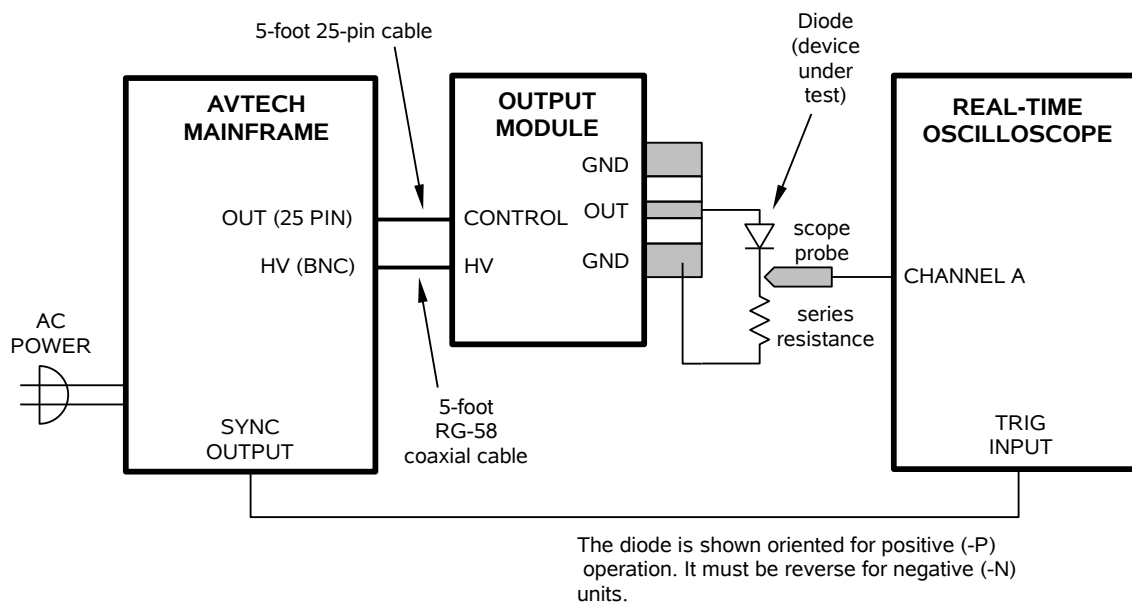 5-foot 25-pin cable
Diode
(device
under
test)
AVTECH
MAINFRAME
OUTPUT
MODULE
REAL-TIME
OSCILLOSCOPE
GND
OUT (25 PIN)
CONTROL
OUT
scope
probe
HV (BNC)
HV
GND
CHANNEL A
series
resistance
AC
POWER
5-foot
RG-58
coaxial cable
SYNC
OUTPUT
TRIG
INPUT
The diode is shown oriented for positive (-P)
operation. It must be reverse for negative (-N)
units.